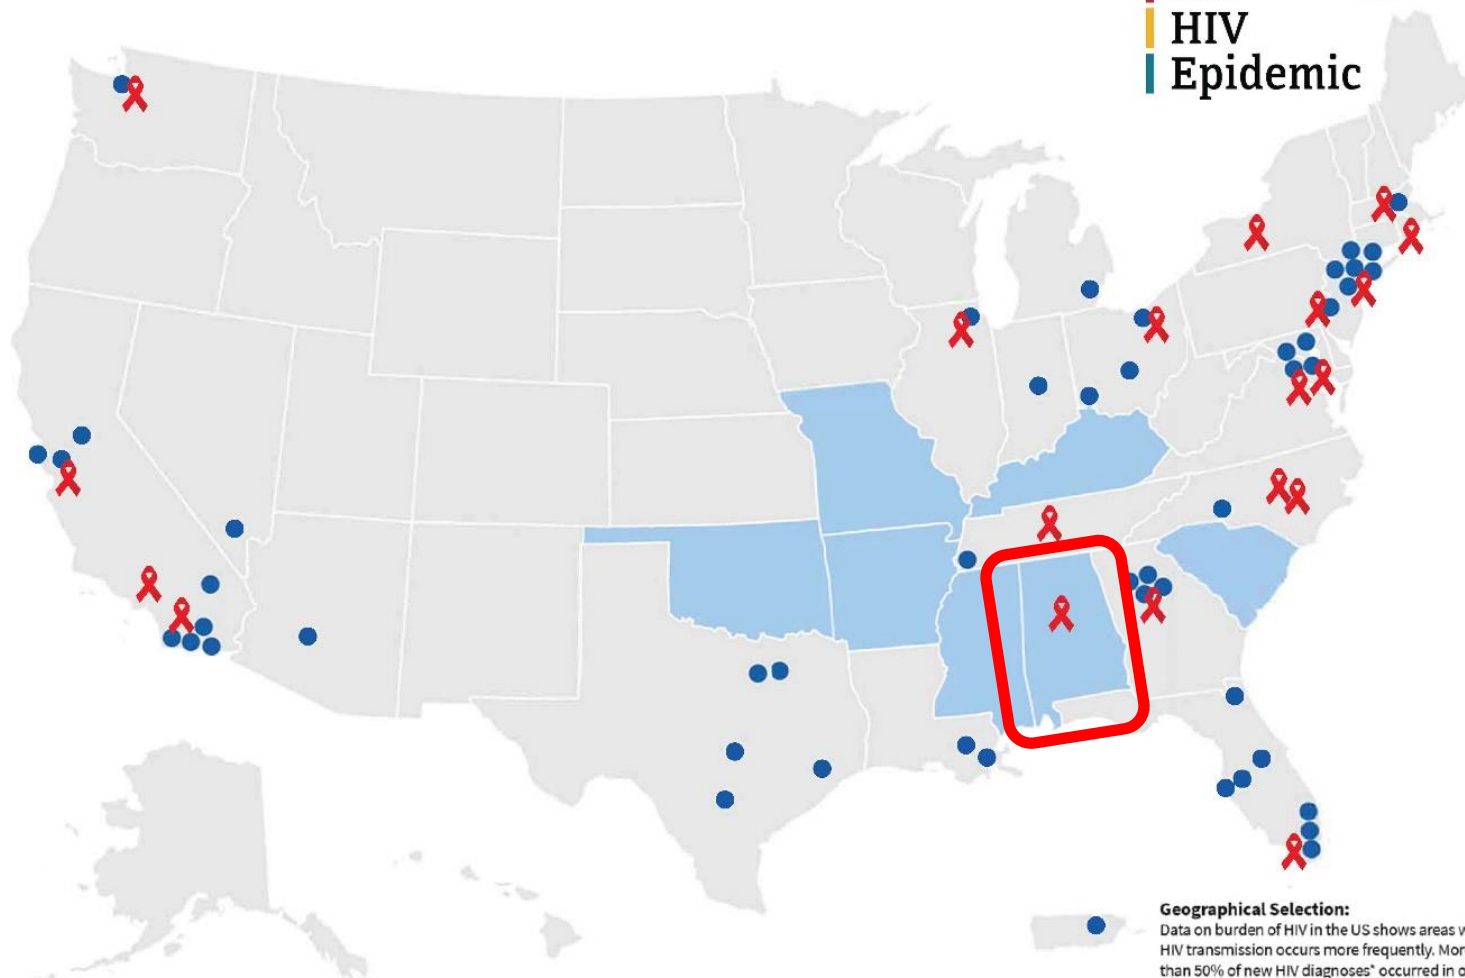 HIV
Epidemic
Geographical Selection:
Data on burden of HIV in the US shows areas
HIV transmission occurs more frequently.
than 50% of new HIV diagnoses* occurred in